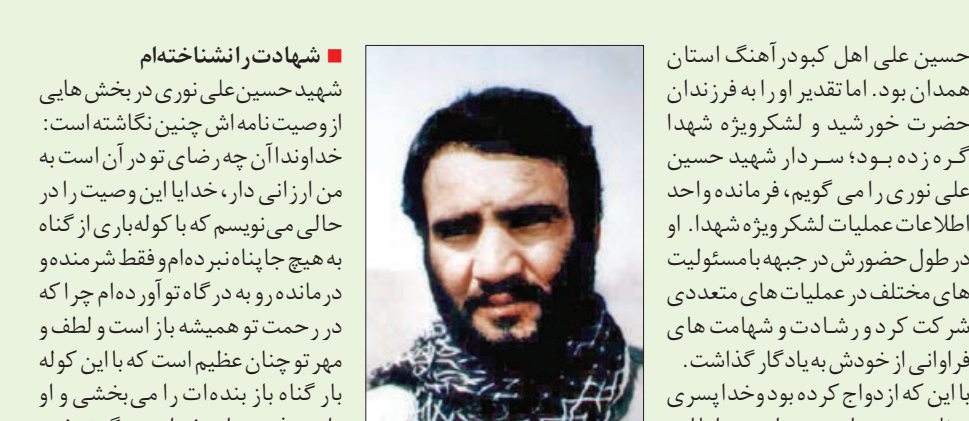 حسین علی اهل کبودرآهنگ استان
همدان بود. اما تقدیر او را به فرزندان
حضرت خورشید و لشکرویژه شهدا
گره زده بود؛ سردار شهید حسین
علی نوری را می گویم، فرمانده واحد
اطلاعات عملیات لشکر ویژه شهدا. او
در طول حضورش در جبهه با مسئولیت
های مختلف در عملیات های متعددی
شرکت کرد و رشادت و شهامت های
فراوانی از خودش به یادگار گذاشت.
با این که ازدواج کرده بود و خدا پسری
■ شهادت را نشناخته‌ام
شهید حسین‌علی نوری در بخش هایی
از وصیت‌نامه اش چنین نگاشته است:
خداوندا آن چه رضای تو در آن است به
من ارزانی دار، خدایا این وصیت را در
حالی می‌نویسم که با کوله‌باری از گناه
به هیچ جا پناه نبرده‌ام و فقط شرمنده و
درمانده رو به درگاه تو آورده‌ام چرا که
در رحمت تو همیشه باز است و لطف و
مهر تو چنان عظیم است که با این کوله
بار گناه باز بنده‌ات را می‌بخشی و او